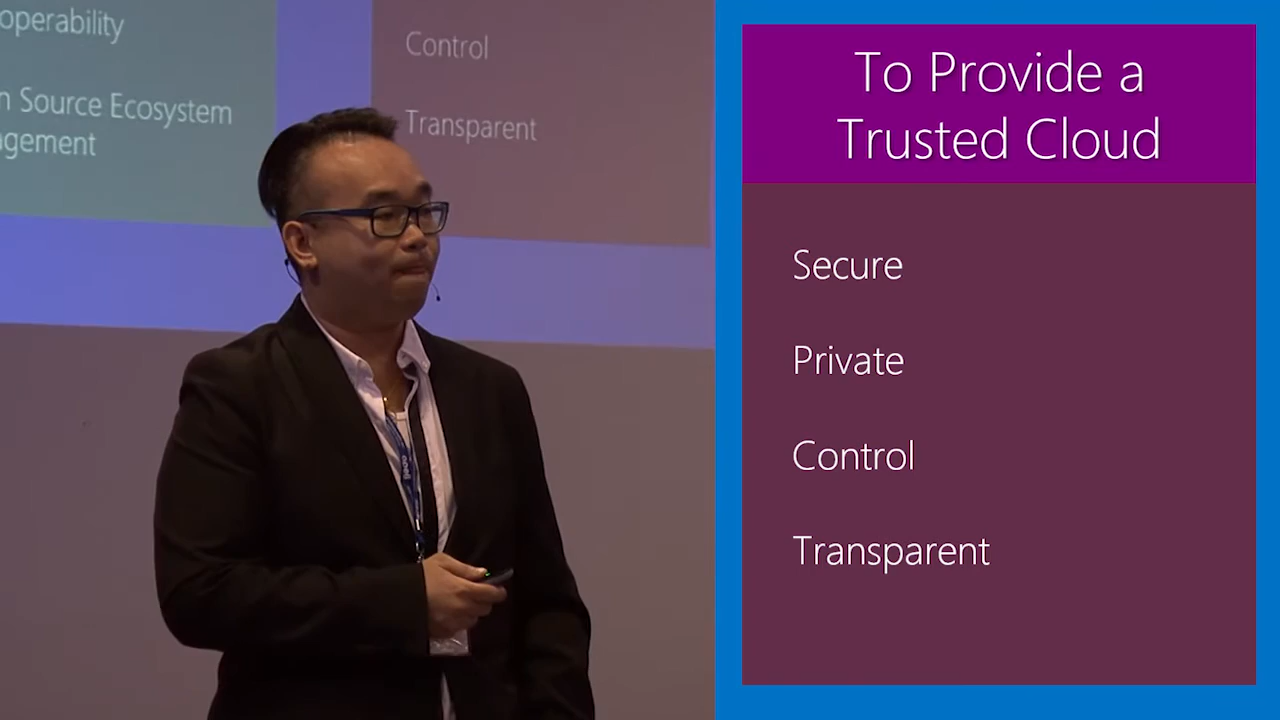 operability
n Source Ecosystem
agement
Control
Transparent
To Provide a
Trusted Cloud
Secure
Private
Control
Transparent